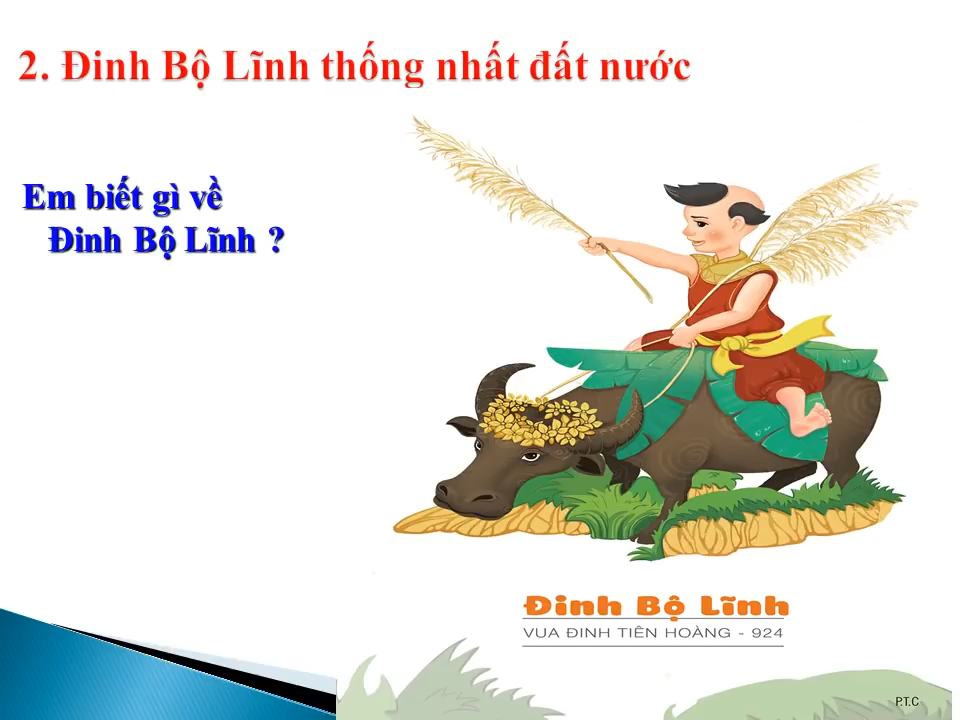 2. Đinh Bộ Lĩnh thống nhất đất nước
Em biết gì về
Đinh Bộ Lĩnh ?
Đinh Bộ Lĩnh
VUA ĐINH TIÊN HOÀNG - 924
P.T.C